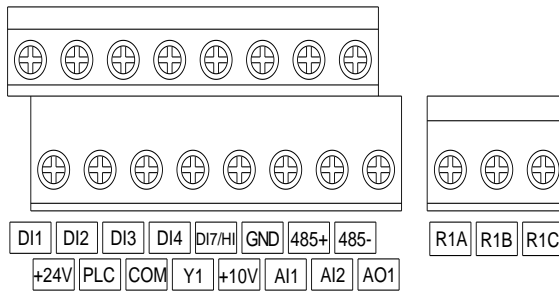 DI1 DI2 DI3 DI4 DI7/HI GND 485+ 485- R1A R1B R1C
+24V PLC COM Y1 +10V AI1 AI2 AO1